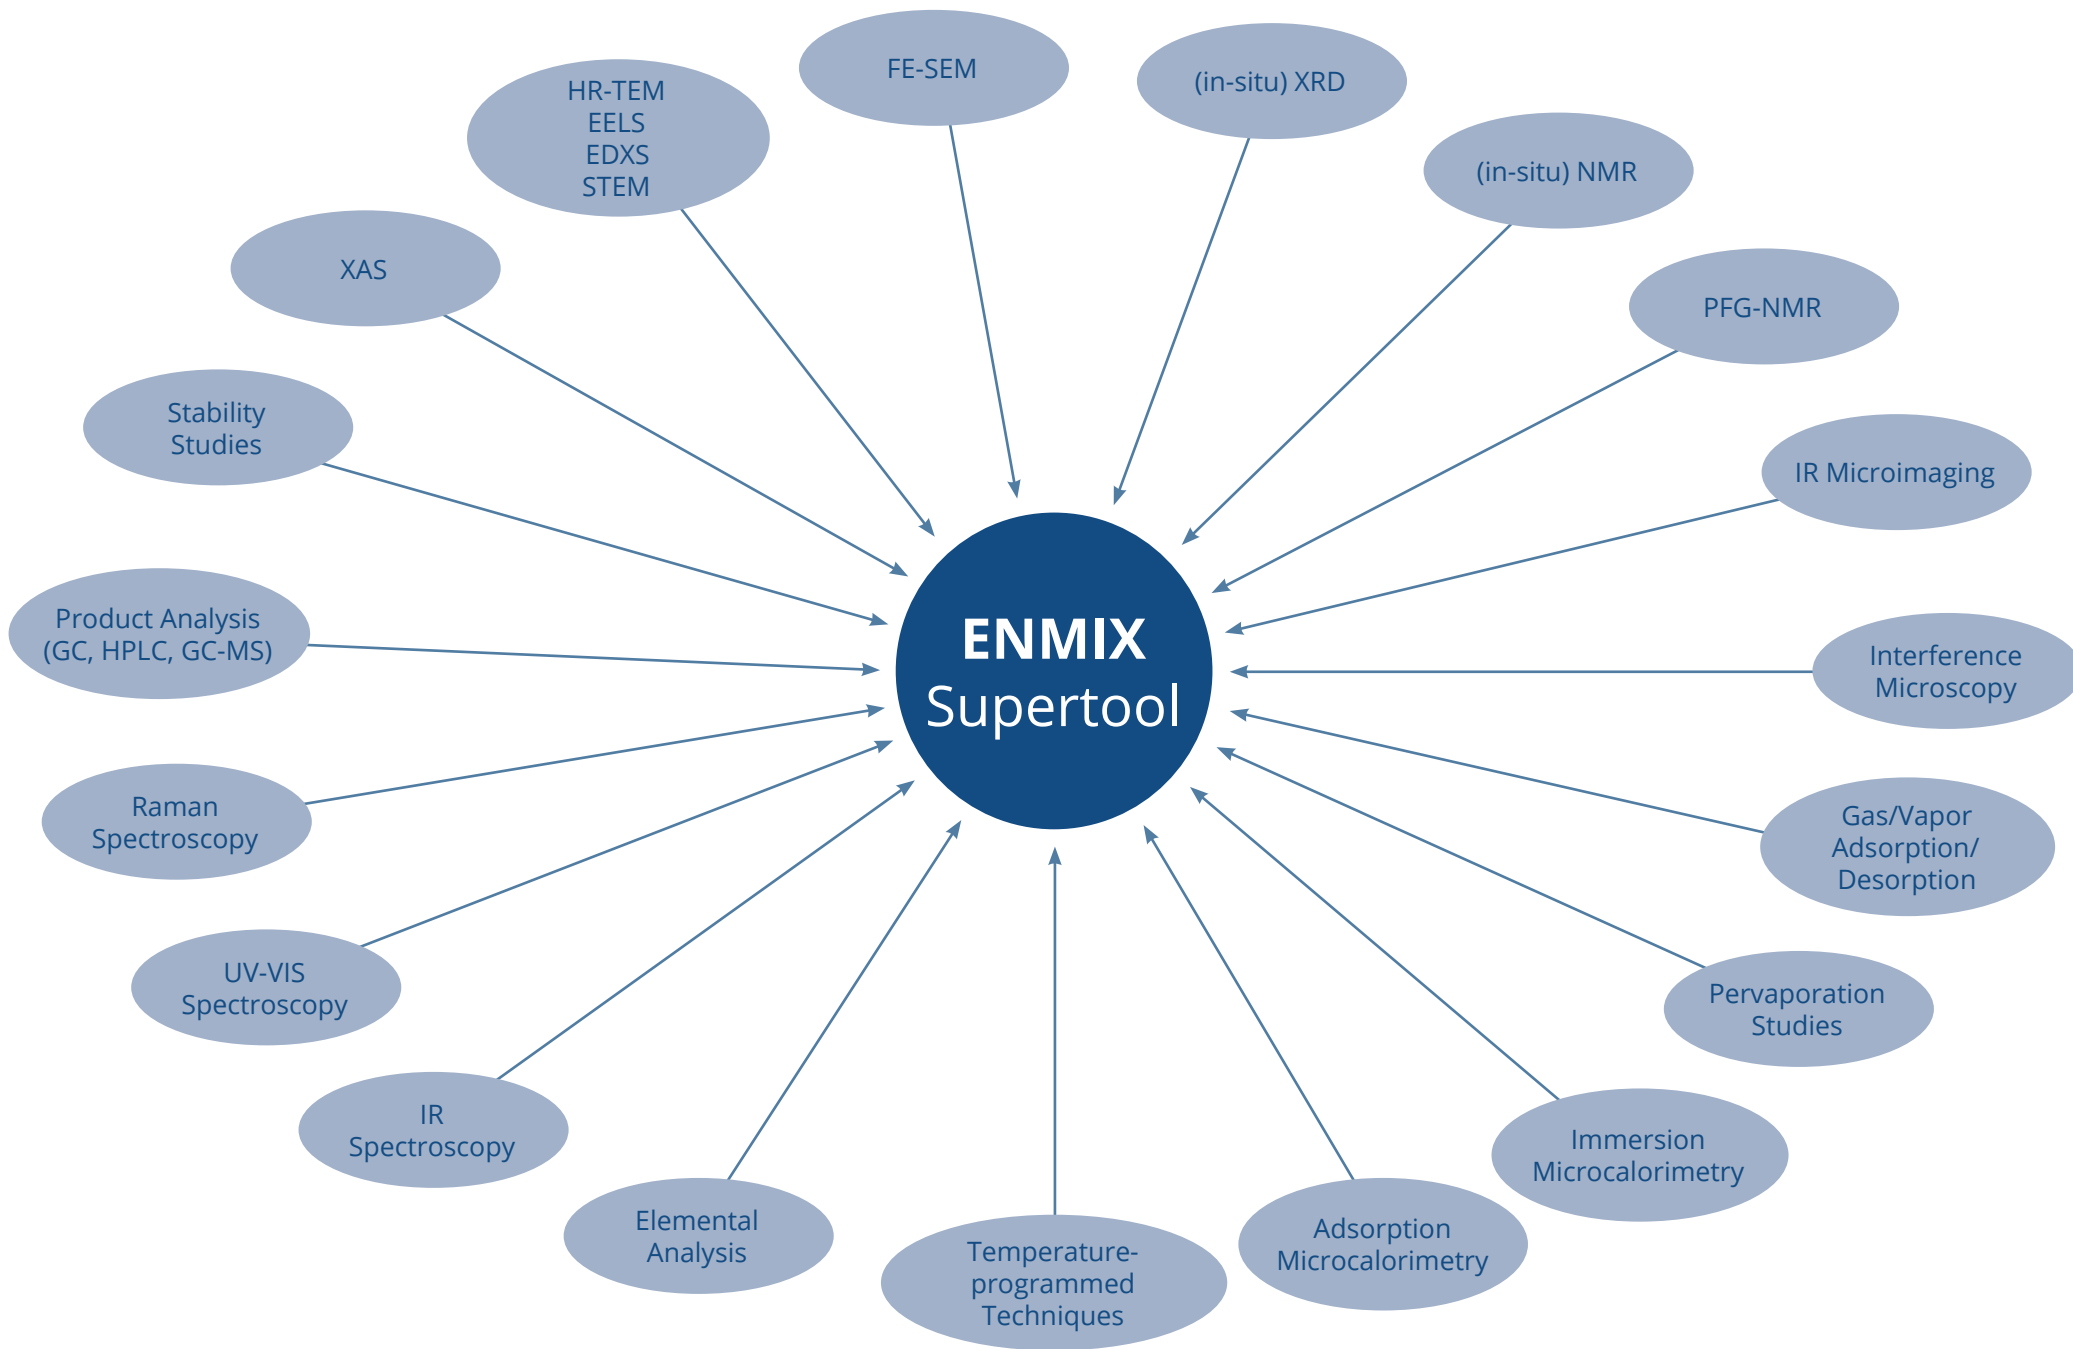 FE-SEM
(in-situ) XRD
HR-TEM
EELS
EDXS
STEM
(in-situ) NMR
XAS
PFG-NMR
Stability
Studies
IR Microimaging
Product Analysis
(GC, HPLC, GC-MS)
ENMIX
Supertool
Interference
Microscopy
Raman
Spectroscopy
Gas/Vapor
Adsorption/
Desorption
UV-VIS
Spectroscopy
Pervaporation
Studies
IR
Spectroscopy
Immersion
Microcalorimetry
Elemental
Analysis
Temperature-
programmed
Techniques
Adsorption
Microcalorimetry